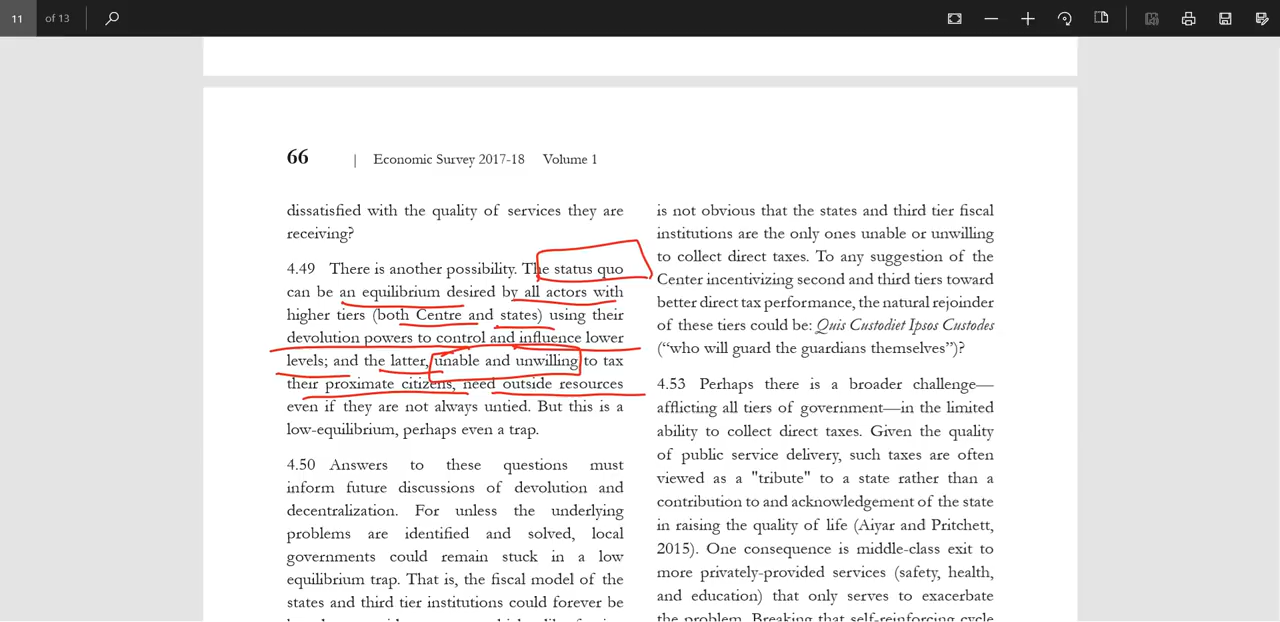 11 of 13
66 | Economic Survey 2017-18 Volume 1
dissatisfied with the quality of services they are
receiving?
4.49 There is another possibility. The status quo
can be an equilibrium desired by all actors with
higher tiers (both Centre and states) using their
devolution powers to control and influence lower
levels; and the latter, unable and unwilling to tax
their proximate citizens, need outside resources
even if they are not always untied. But this is a
low-equilibrium, perhaps even a trap.
4.50 Answers to these questions must
inform future discussions of devolution and
decentralization. For unless the underlying
problems are identified and solved, local
governments could remain stuck in a low
equilibrium trap. That is, the fiscal model of the
states and third tier institutions could forever be
is not obvious that the states and third tier fiscal
institutions are the only ones unable or unwilling
to collect direct taxes. To any suggestion of the
Center incentivizing second and third tiers toward
better direct tax performance, the natural rejoinder
of these tiers could be: Quis Custodiet Ipsos Custodes
(“who will guard the guardians themselves”)?
4.53 Perhaps there is a broader challenge—
afflicting all tiers of government—in the limited
ability to collect direct taxes. Given the quality
of public service delivery, such taxes are often
viewed as a "tribute" to a state rather than a
contribution to and acknowledgement of the state
in raising the quality of life (Aiyar and Pritchett,
2015). One consequence is middle-class exit to
more privately-provided services (safety, health,
and education) that only serves to exacerbate
the problem. Breaking that self-reinforcing cycle